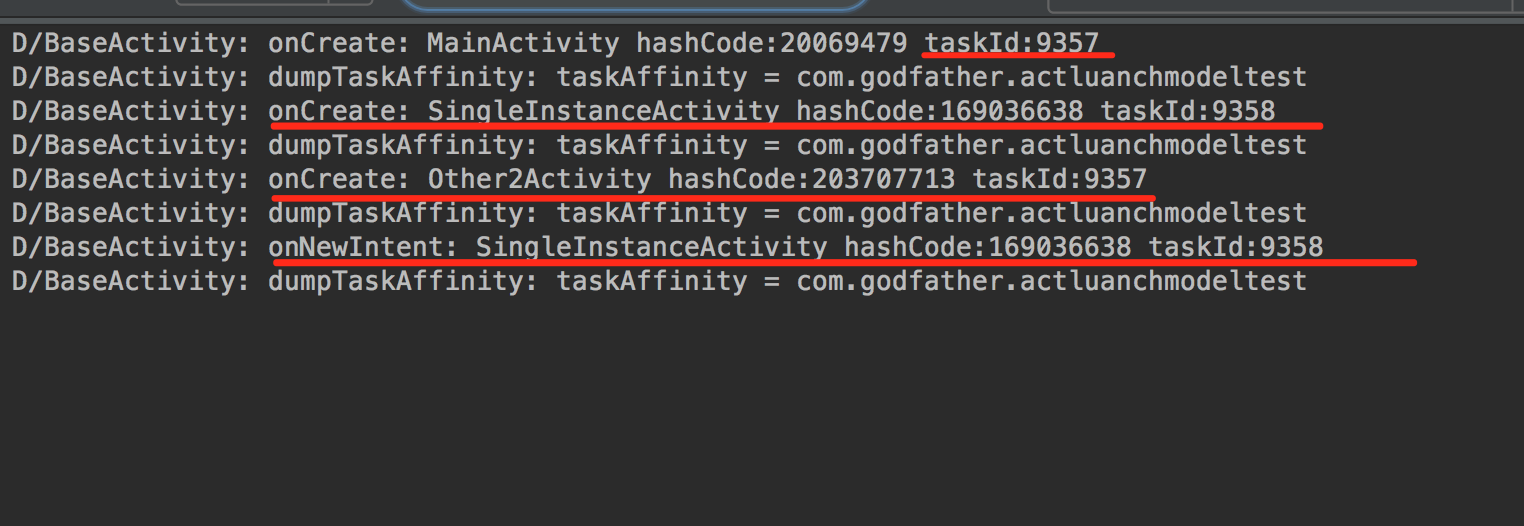 D/BaseActivity: onCreate: MainActivity hashCode:20069479 taskId:9357
D/BaseActivity: dumpTaskAffinity: taskAffinity = com.godfather.actluanchmodeltest
D/BaseActivity: onCreate: SingleInstanceActivity hashCode:169036638 taskId:9358
D/BaseActivity: dumpTaskAffinity: taskAffinity = com.godfather.actluanchmodeltest
D/BaseActivity: onCreate: Other2Activity hashCode:203707713 taskId:9357
D/BaseActivity: dumpTaskAffinity: taskAffinity = com.godfather.actluanchmodeltest
D/BaseActivity: onNewIntent: SingleInstanceActivity hashCode:169036638 taskId:9358
D/BaseActivity: dumpTaskAffinity: taskAffinity = com.godfather.actluanchmodeltest